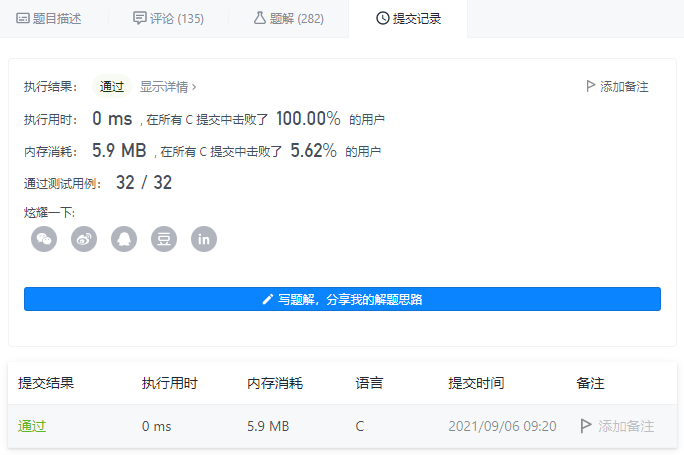 题目描述 评论 (135) 题解 (282) 提交记录
执行结果： 通过 显示详情 › 添加备注
执行用时： 0 ms , 在所有 C 提交中击败了 100.00% 的用户
内存消耗： 5.9 MB , 在所有 C 提交中击败了 5.62% 的用户
通过测试用例： 32 / 32
炫耀一下:
豆 in
写题解，分享我的解题思路
提交结果 执行用时 内存消耗 语言 提交时间 备注
通过 0 ms 5.9 MB C 2021/09/06 09:20 添加备注